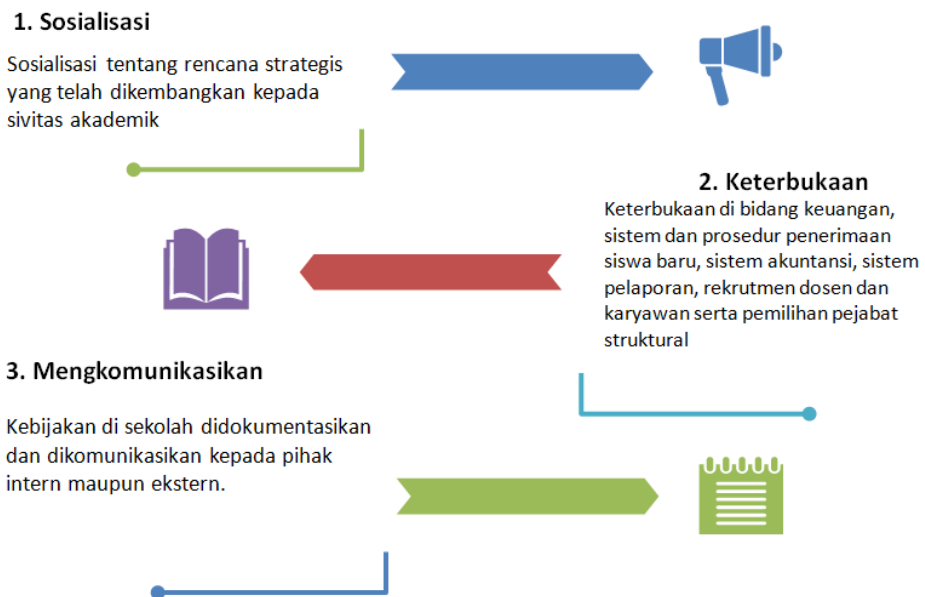 1. Sosialisasi
Sosialisasi tentang rencana strategis
yang telah dikembangkan kepada
sivitas akademik
2. Keterbukaan
Keterbukaan di bidang keuangan,
sistem dan prosedur penerimaan
siswa baru, sistem akuntansi, sistem
pelaporan, rekrutmen dosen dan
karyawan serta pemilihan pejabat
struktural
3. Mengkomunikasikan
Kebijakan di sekolah didokumentasikan
dan dikomunikasikan kepada pihak
intern maupun ekstern.